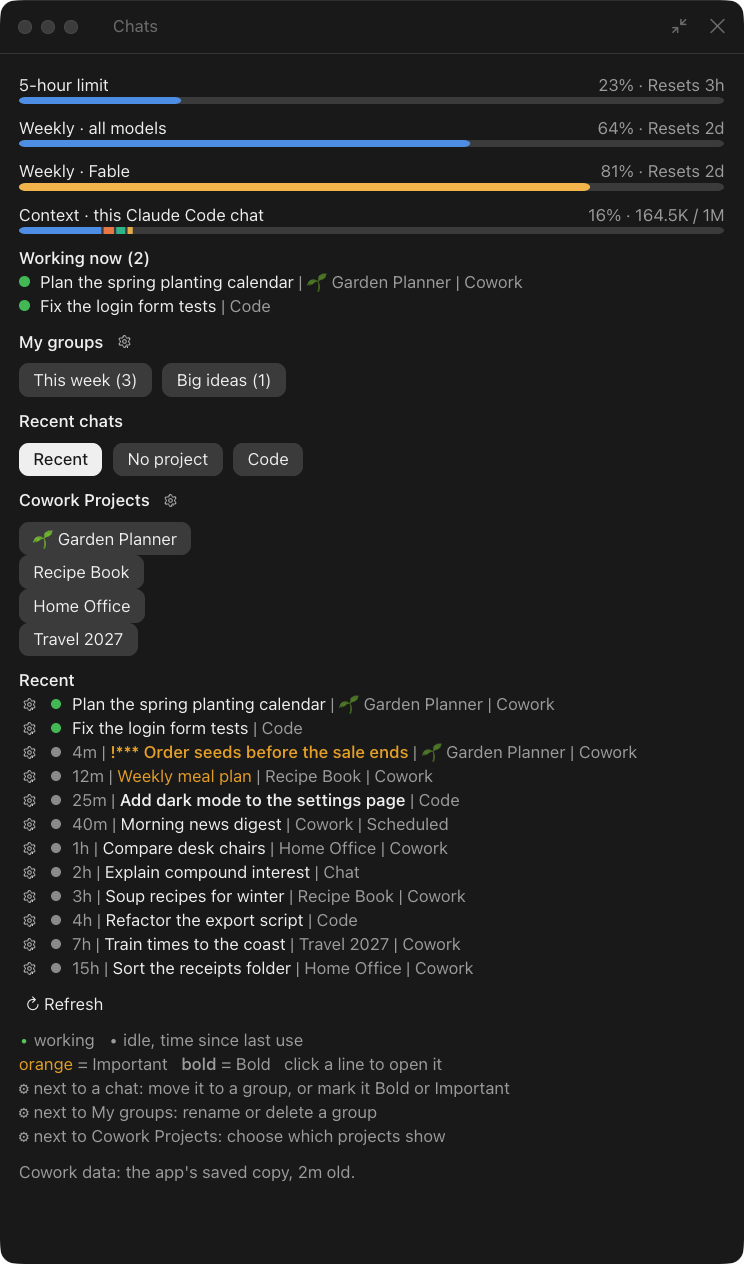 Chats
5-hour limit 23% · Resets 3h
Weekly · all models 64% · Resets 2d
Weekly · Fable 81% · Resets 2d
Context · this Claude Code chat 16% · 164.5K / 1M
Working now (2)
Plan the spring planting calendar | 🌱 Garden Planner | Cowork
Fix the login form tests | Code
My groups
This week (3) Big ideas (1)
Recent chats
Recent No project Code
Cowork Projects
🌱 Garden Planner
Recipe Book
Home Office
Travel 2027
Recent
Plan the spring planting calendar | 🌱 Garden Planner | Cowork
Fix the login form tests | Code
4m | !*** Order seeds before the sale ends | 🌱 Garden Planner | Cowork
12m | Weekly meal plan | Recipe Book | Cowork
25m | Add dark mode to the settings page | Code
40m | Morning news digest | Cowork | Scheduled
1h | Compare desk chairs | Home Office | Cowork
2h | Explain compound interest | Chat
3h | Soup recipes for winter | Recipe Book | Cowork
4h | Refactor the export script | Code
7h | Train times to the coast | Travel 2027 | Cowork
15h | Sort the receipts folder | Home Office | Cowork
↻ Refresh
• working • idle, time since last use
orange = Important bold = Bold click a line to open it
⚙ next to a chat: move it to a group, or mark it Bold or Important
⚙ next to My groups: rename or delete a group
⚙ next to Cowork Projects: choose which projects show
Cowork data: the app's saved copy, 2m old.